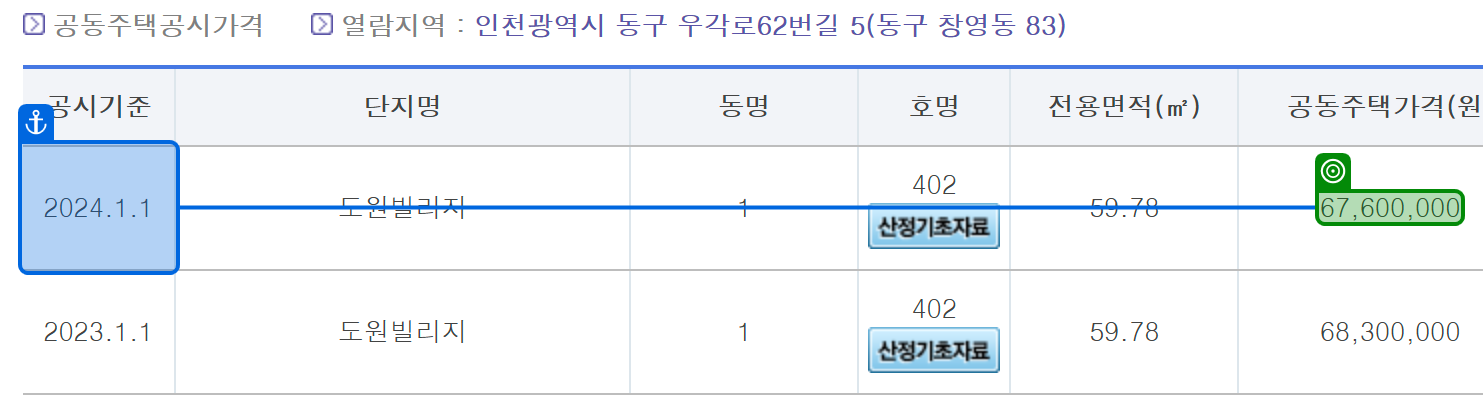 공동주택공시가격 열람지역 : 인천광역시 동구 우각로62번길 5(동구 창영동 83)
공시기준 단지명 동명 호명 전용면적(㎡) 공동주택가격(원
2024.1.1 도원빌리지 1 402 59.78 67,600,000
산정기초자료
2023.1.1 도원빌리지 1 402 59.78 68,300,000
산정기초자료